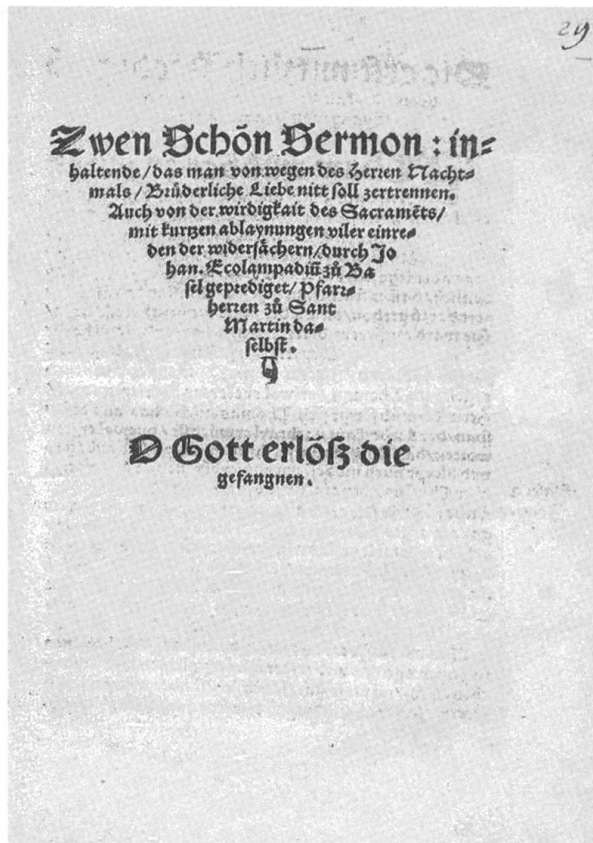 29
Zwen Schön Sermon : in⸗
haltende / das man von wegen des Herren Nacht⸗
mals / Brüderliche Liebe nitt soll zertrennen.
Auch von der wirdigkait des Sacramẽts /
mit kurtzen ablaynungen viler einre⸗
den der widersächern / durch Jo
han. Ecolampadiũ zů Ba
sel geprediget / Pfarr⸗
herren zů Sant
Martin da⸗
selbst.
O Gott erlöß die
gefangnen.